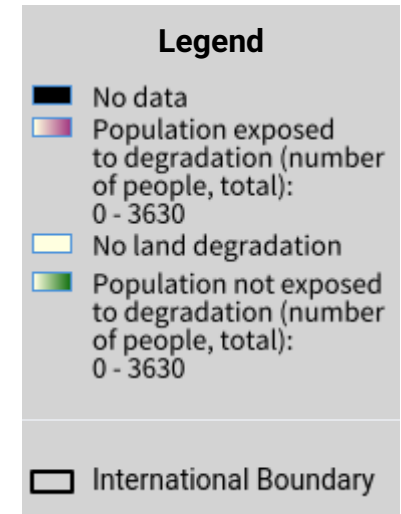 Legend
No data
Population exposed
to degradation (number
of people, total):
0 - 3630
No land degradation
Population not exposed
to degradation (number
of people, total):
0 - 3630
International Boundary